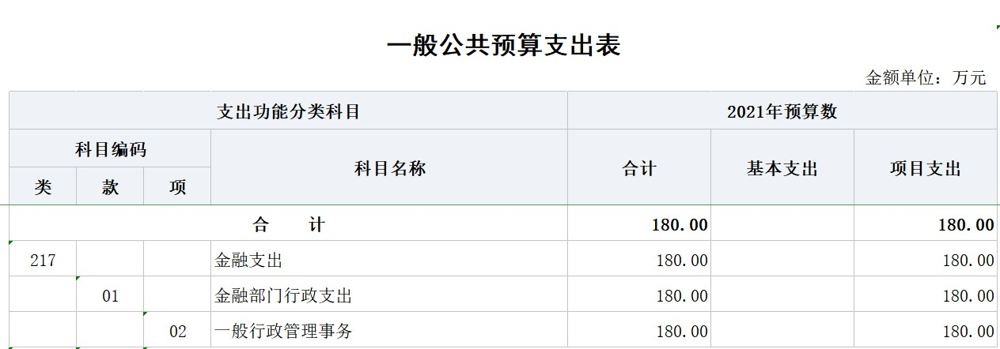 一般公共预算支出表
金额单位：万元
支出功能分类科目 2021年预算数
科目编码 科目名称 合计 基本支出 项目支出
类 款 项
合 计 180.00 180.00
217 金融支出 180.00 180.00
01 金融部门行政支出 180.00 180.00
02 一般行政管理事务 180.00 180.00